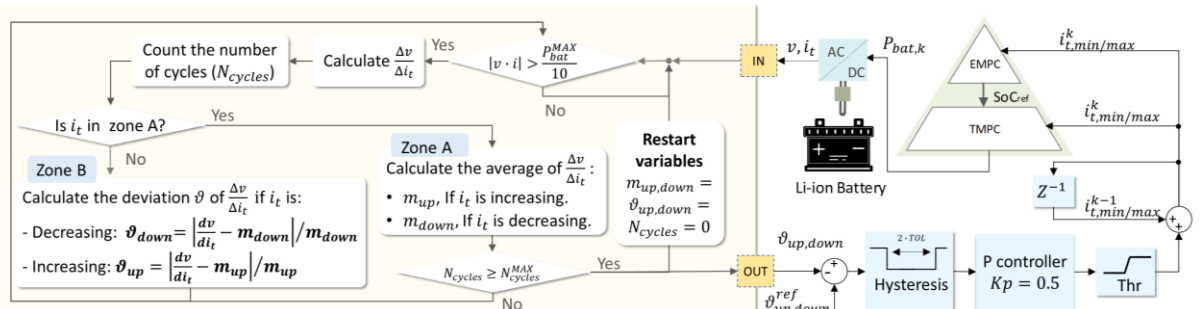 Count the number
of cycles (N_cycles)
Calculate Δv/Δi_t
Yes
|v · i| > P_bat^MAX/10
No
IN
v, i_t
AC
DC
P_bat,k
EMPC
SoC_ref
TMPC
i_t,min/max^k
i_t,min/max^k
Li-ion Battery
Is i_t in zone A?
Yes
No
Zone B
Calculate the deviation ϑ of Δv/Δi_t if i_t is:
- Decreasing: ϑ_down = |dv/di_t − m_down|/m_down
- Increasing: ϑ_up = |dv/di_t − m_up|/m_up
Zone A
Calculate the average of Δv/Δi_t :
• m_up, If i_t is increasing.
• m_down, If i_t is decreasing.
Restart
variables
m_up,down =
ϑ_up,down =
N_cycles = 0
N_cycles ≥ N_cycles^MAX
Yes
No
OUT
ϑ_up,down
-
+
ϑ_up,down^ref
2·TOL
Hysteresis
P controller
Kp = 0.5
Thr
Z^-1
i_t,min/max^k-1
+
+